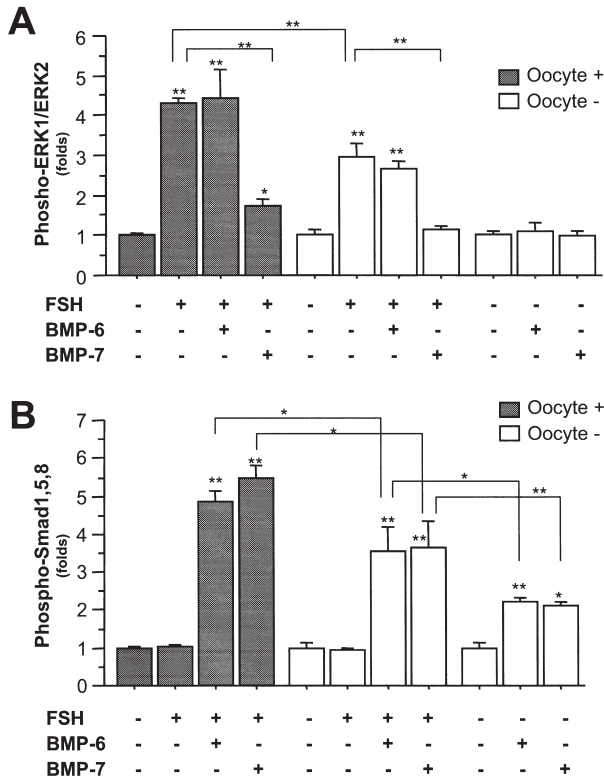 A
Phosho-ERK1/ERK2
(folds)
6
5
4
3
2
1
0
** ** **
** ** * ** **
Oocyte +
Oocyte -
FSH - + + + - + + + - - -
BMP-6 - - + - - - + - - + -
BMP-7 - - - + - - - + - - +
B
Phospho-Smad1,5,8
(folds)
7
6
5
4
3
2
1
0
* * * **
** ** ** ** ** *
Oocyte +
Oocyte -
FSH - + + + - + + + - - -
BMP-6 - - + - - - + - - + -
BMP-7 - - - + - - - + - - +